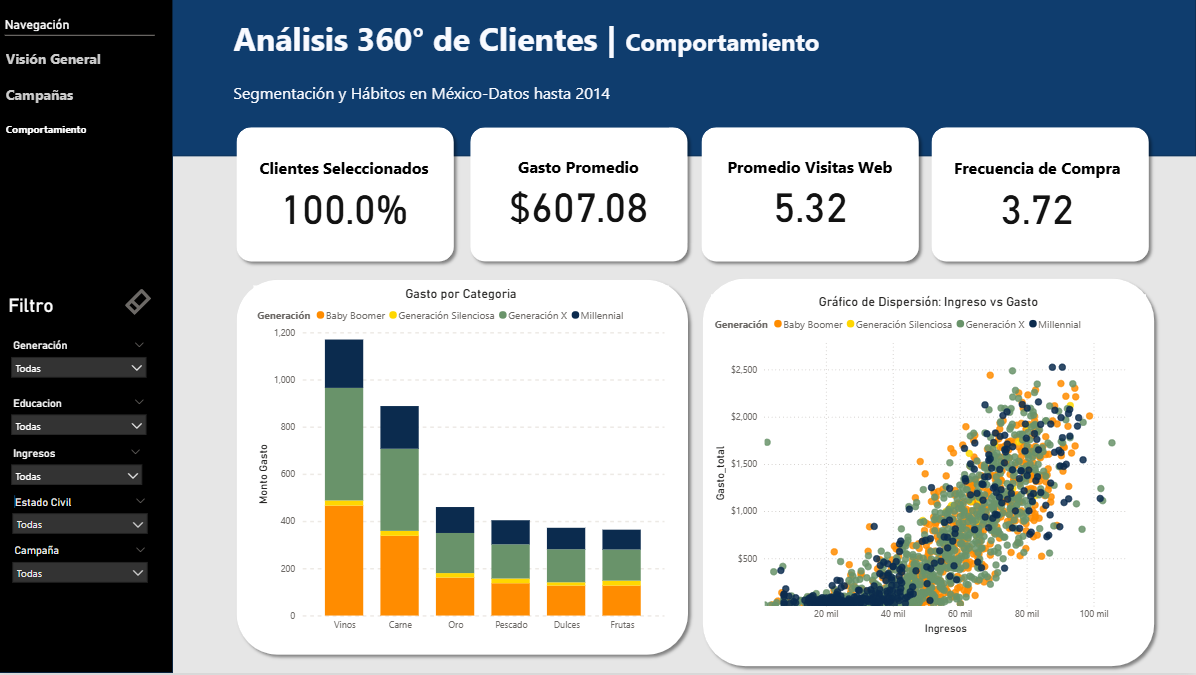 Navegación
Visión General
Campañas
Comportamiento
Filtro
Generación
Todas
Educacion
Todas
Ingresos
Todas
Estado Civil
Todas
Campaña
Todas
Análisis 360° de Clientes | Comportamiento
Segmentación y Hábitos en México-Datos hasta 2014
Clientes Seleccionados
100.0%
Gasto Promedio
$607.08
Promedio Visitas Web
5.32
Frecuencia de Compra
3.72
Gasto por Categoria
Generación Baby Boomer Generación Silenciosa Generación X Millennial
1,200
1,000
800
600
400
200
0
Monto Gasto
Vinos Carne Oro Pescado Dulces Frutas
Gráfico de Dispersión: Ingreso vs Gasto
Generación Baby Boomer Generación Silenciosa Generación X Millennial
$2,500
$2,000
$1,500
$1,000
$500
Gasto_total
20 mil 40 mil 60 mil 80 mil 100 mil
Ingresos